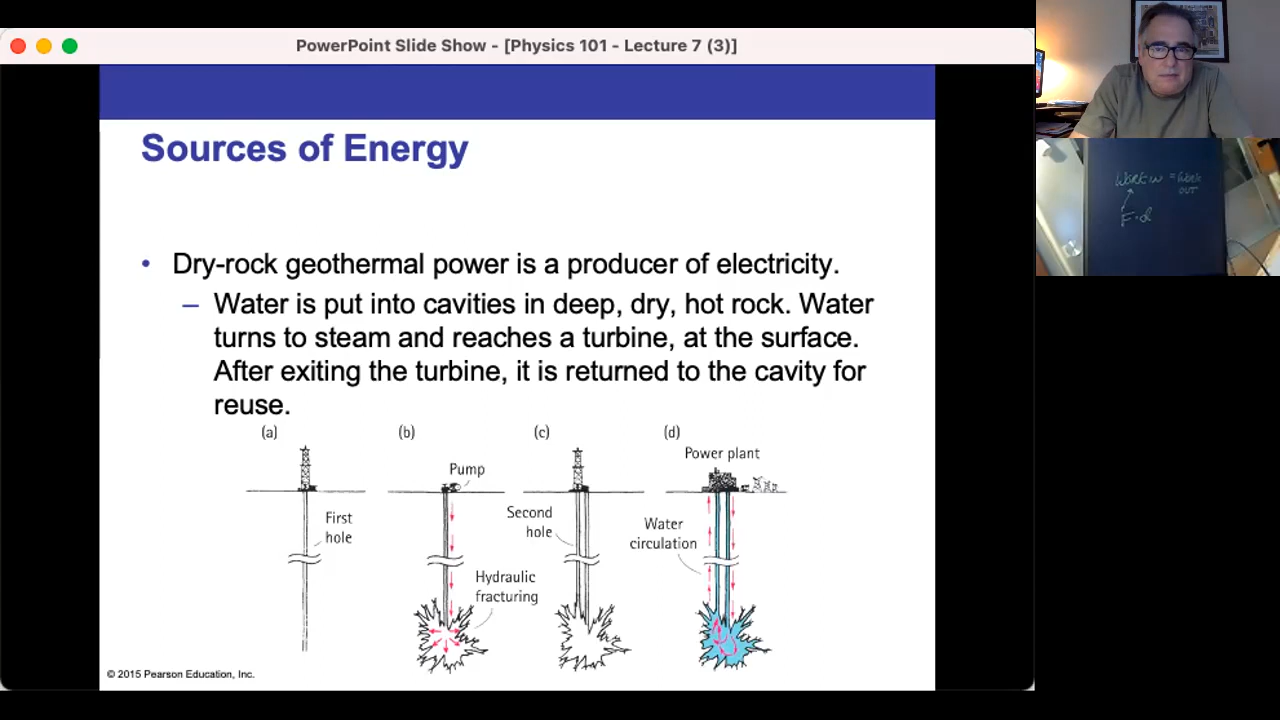 PowerPoint Slide Show - [Physics 101 - Lecture 7 (3)]
Sources of Energy
• Dry-rock geothermal power is a producer of electricity.
– Water is put into cavities in deep, dry, hot rock. Water
turns to steam and reaches a turbine, at the surface.
After exiting the turbine, it is returned to the cavity for
reuse.
(a)
First
hole
(b)
Pump
Hydraulic
fracturing
(c)
Second
hole
(d)
Power plant
Water
circulation
© 2015 Pearson Education, Inc.
= Work
OUT
F·d